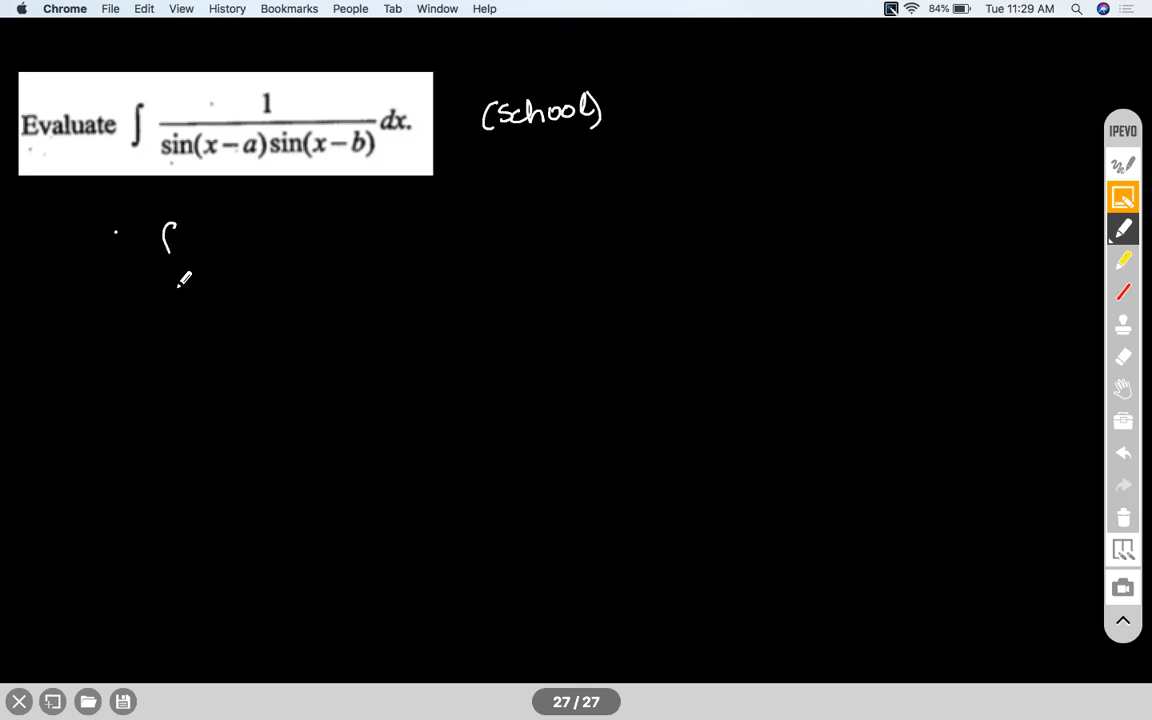 Chrome File Edit View History Bookmarks People Tab Window Help 84% Tue 11:29 AM
Evaluate ∫ 1 / sin(x − a)sin(x − b) dx.
(School)
IPEVO
27 / 27